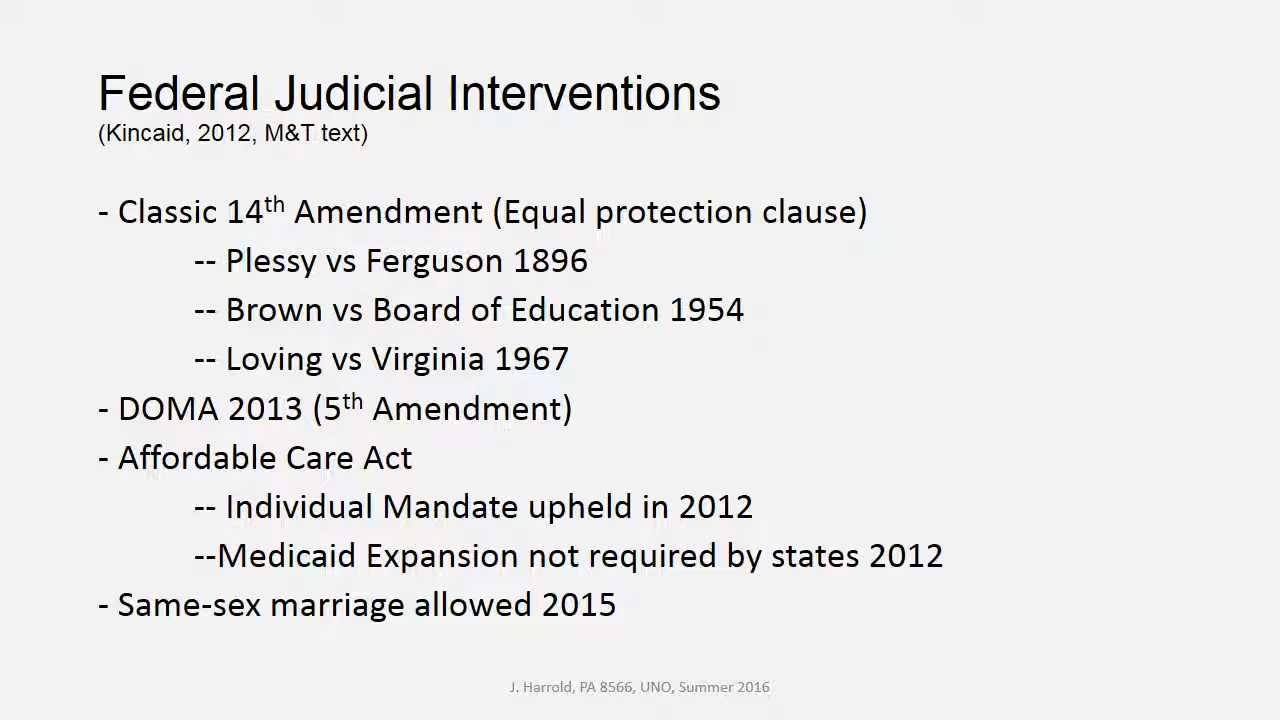 Federal Judicial Interventions
(Kincaid, 2012, M&T text)
- Classic 14th Amendment (Equal protection clause)
-- Plessy vs Ferguson 1896
-- Brown vs Board of Education 1954
-- Loving vs Virginia 1967
- DOMA 2013 (5th Amendment)
- Affordable Care Act
-- Individual Mandate upheld in 2012
--Medicaid Expansion not required by states 2012
- Same-sex marriage allowed 2015
J. Harrold, PA 8566, UNO, Summer 2016